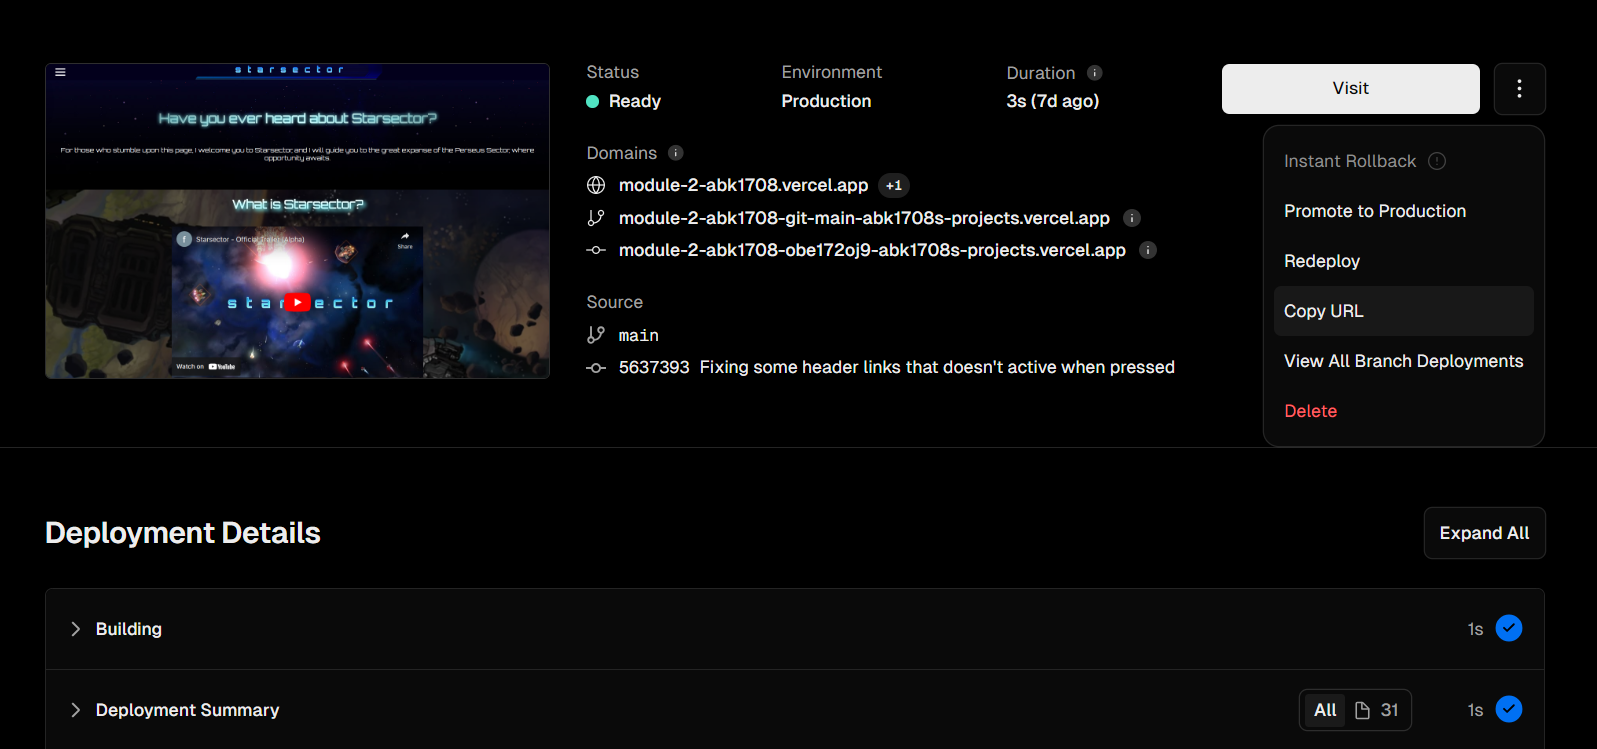 starsector
Have you ever heard about Starsector?
For those who stumble upon this page, I welcome you to Starsector, and I will guide you to the great expanse of the Perseus Sector, where
opportunity awaits.
What is Starsector?
f Starsector - Official Trailer (Alpha)
Share
starsector
Watch on YouTube
Status Environment Duration
Ready Production 3s (7d ago)
Domains
module-2-abk1708.vercel.app +1
module-2-abk1708-git-main-abk1708s-projects.vercel.app
module-2-abk1708-obe172oj9-abk1708s-projects.vercel.app
Source
main
5637393 Fixing some header links that doesn't active when pressed
Visit
Instant Rollback
Promote to Production
Redeploy
Copy URL
View All Branch Deployments
Delete
Deployment Details
Expand All
Building 1s
Deployment Summary All 31 1s